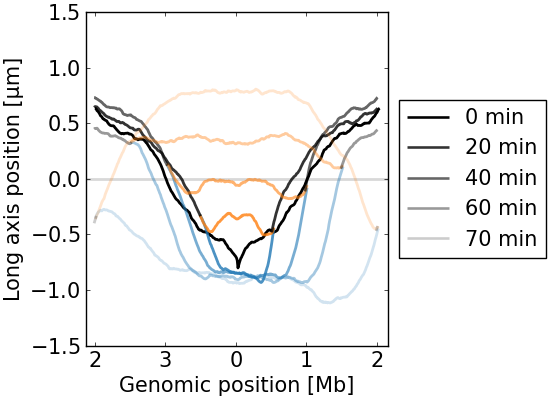 1.5
1.0
0.5
0.0
−0.5
−1.0
−1.5
Long axis position [μm]
2 3 0 1 2
Genomic position [Mb]
0 min
20 min
40 min
60 min
70 min